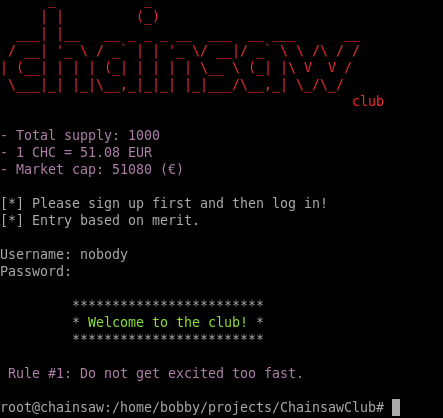 chainsaw
club
- Total supply: 1000
- 1 CHC = 51.08 EUR
- Market cap: 51080 (€)
[*] Please sign up first and then log in!
[*] Entry based on merit.
Username: nobody
Password:
************************
* Welcome to the club! *
************************
Rule #1: Do not get excited too fast.
root@chainsaw:/home/bobby/projects/ChainsawClub#